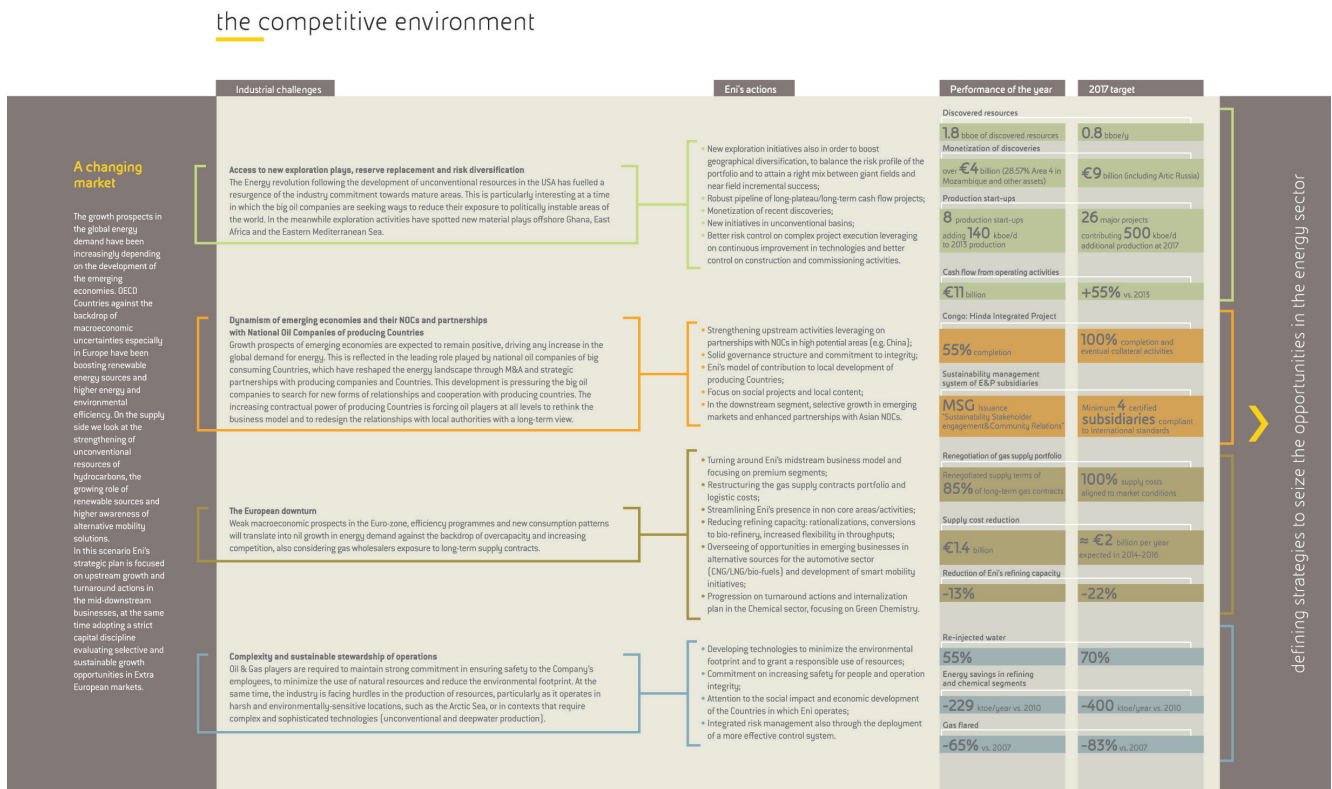 the competitive environment
Industrial challenges
Eni's actions
Performance of the year
2017 target
A changing
market
The growth prospects in
the global energy
demand have been
increasingly depending
on the development of
the emerging
economies. OECD
Countries against the
backdrop of
macroeconomic
uncertainties especially
in Europe have been
boosting renewable
energy sources and
higher energy and
environmental
efficiency. On the supply
side we look at the
strengthening of
unconventional
resources of
hydrocarbons, the
growing role of
renewable sources and
higher awareness of
alternative mobility
solutions.
In this scenario Eni's
strategic plan is focused
on upstream growth and
turnaround actions in
the mid-downstream
businesses, at the same
time adopting a strict
capital discipline
evaluating selective and
sustainable growth
opportunities in Extra
European markets.
Access to new exploration plays, reserve replacement and risk diversification
The Energy revolution following the development of unconventional resources in the USA has fuelled a
resurgence of the industry commitment towards mature areas. This is particularly interesting at a time
in which the big oil companies are seeking ways to reduce their exposure to politically instable areas of
the world. In the meanwhile exploration activities have spotted new material plays offshore Ghana, East
Africa and the Eastern Mediterranean Sea.
• New exploration initiatives also in order to boost
geographical diversification, to balance the risk profile of the
portfolio and to attain a right mix between giant fields and
near field incremental success;
• Robust pipeline of long-plateau/long-term cash flow projects;
• Monetization of recent discoveries;
• New initiatives in unconventional basins;
• Better risk control on complex project execution leveraging
on continuous improvement in technologies and better
control on construction and commissioning activities.
Discovered resources
1.8 bboe of discovered resources
0.8 bboe/y
Monetization of discoveries
over €4 billion (28.57% Area 4 in
Mozambique and other assets)
€9 billion (including Artic Russia)
Production start-ups
8 production start-ups
adding 140 kboe/d
to 2013 production
26 major projects
contributing 500 kboe/d
additional production at 2017
Cash flow from operating activities
€11 billion
+55% vs. 2013
Dynamism of emerging economies and their NOCs and partnerships
with National Oil Companies of producing Countries
Growth prospects of emerging economies are expected to remain positive, driving any increase in the
global demand for energy. This is reflected in the leading role played by national oil companies of big
consuming Countries, which have reshaped the energy landscape through M&A and strategic
partnerships with producing companies and Countries. This development is pressuring the big oil
companies to search for new forms of relationships and cooperation with producing countries. The
increasing contractual power of producing Countries is forcing oil players at all levels to rethink the
business model and to redesign the relationships with local authorities with a long-term view.
• Strengthening upstream activities leveraging on
partnerships with NOCs in high potential areas (e.g. China);
• Solid governance structure and commitment to integrity;
• Eni's model of contribution to local development of
producing Countries;
• Focus on social projects and local content;
• In the downstream segment, selective growth in emerging
markets and enhanced partnerships with Asian NOCs.
Congo: Hinda Integrated Project
55% completion
100% completion and
eventual collateral activities
Sustainability management
system of E&P subsidiaries
MSG issuance
"Sustainability Stakeholder
engagement&Community Relations"
Minimum 4 certified
subsidiaries compliant
to International standards
The European downturn
Weak macroeconomic prospects in the Euro-zone, efficiency programmes and new consumption patterns
will translate into nil growth in energy demand against the backdrop of overcapacity and increasing
competition, also considering gas wholesalers exposure to long-term supply contracts.
• Turning around Eni's midstream business model and
focusing on premium segments;
• Restructuring the gas supply contracts portfolio and
logistic costs;
• Streamlining Eni's presence in non core areas/activities;
• Reducing refining capacity: rationalizations, conversions
to bio-refinery, increased flexibility in throughputs;
• Overseeing of opportunities in emerging businesses in
alternative sources for the automotive sector
(CNG/LNG/bio-fuels) and development of smart mobility
initiatives;
• Progression on turnaround actions and internalization
plan in the Chemical sector, focusing on Green Chemistry.
Renegotiation of gas supply portfolio
Renegotiated supply terms of
85% of long-term gas contracts
100% supply costs
aligned to market conditions
Supply cost reduction
€1.4 billion
≈ €2 billion per year
expected in 2014-2016
Reduction of Eni's refining capacity
-13%
-22%
Complexity and sustainable stewardship of operations
Oil & Gas players are required to maintain strong commitment in ensuring safety to the Company's
employees, to minimize the use of natural resources and reduce the environmental footprint. At the
same time, the industry is facing hurdles in the production of resources, particularly as it operates in
harsh and environmentally-sensitive locations, such as the Arctic Sea, or in contexts that require
complex and sophisticated technologies (unconventional and deepwater production).
• Developing technologies to minimize the environmental
footprint and to grant a responsible use of resources;
• Commitment on increasing safety for people and operation
integrity;
• Attention to the social impact and economic development
of the Countries in which Eni operates;
• Integrated risk management also through the deployment
of a more effective control system.
Re-injected water
55%
70%
Energy savings in refining
and chemical segments
-229 ktoe/year vs. 2010
-400 ktoe/year vs. 2010
Gas flared
-65% vs. 2007
-83% vs. 2007
defining strategies to seize the opportunities in the energy sector